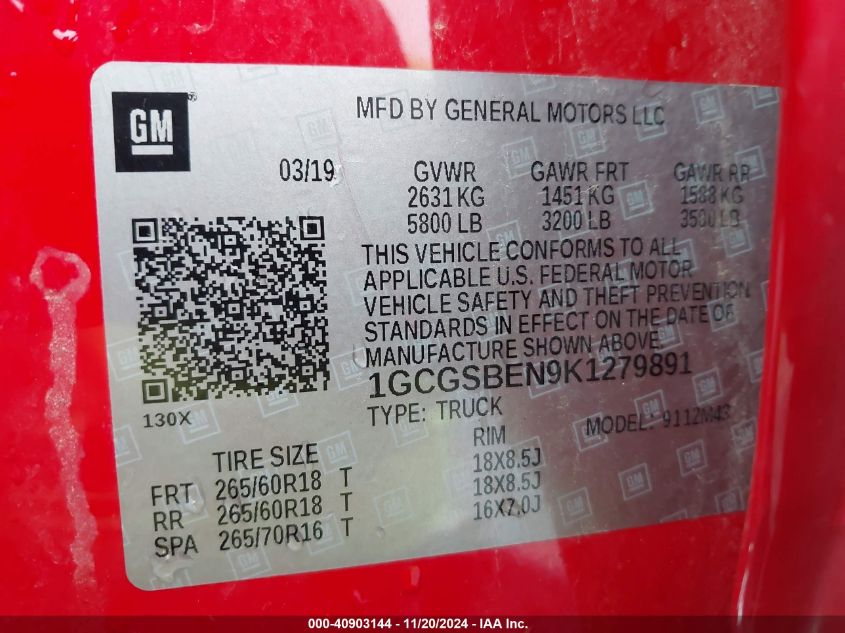 GM ®
MFD BY GENERAL MOTORS LLC
03/19 GVWR GAWR FRT GAWR RR
2631 KG 1451 KG 1588 KG
5800 LB 3200 LB 3500 LB
THIS VEHICLE CONFORMS TO ALL
APPLICABLE U.S. FEDERAL MOTOR
VEHICLE SAFETY AND THEFT PREVENTION
STANDARDS IN EFFECT ON THE DATE OF
MANUFACTURE SHOWN ABOVE.
1GCGSBEN9K1279891
130X
TYPE: TRUCK MODEL: 9112M43
TIRE SIZE RIM
FRT 265/60R18 T 18X8.5J
RR 265/60R18 T 18X8.5J
SPA 265/70R16 T 16X7.0J
000-40903144 — 11/20/2024 — IAA Inc.